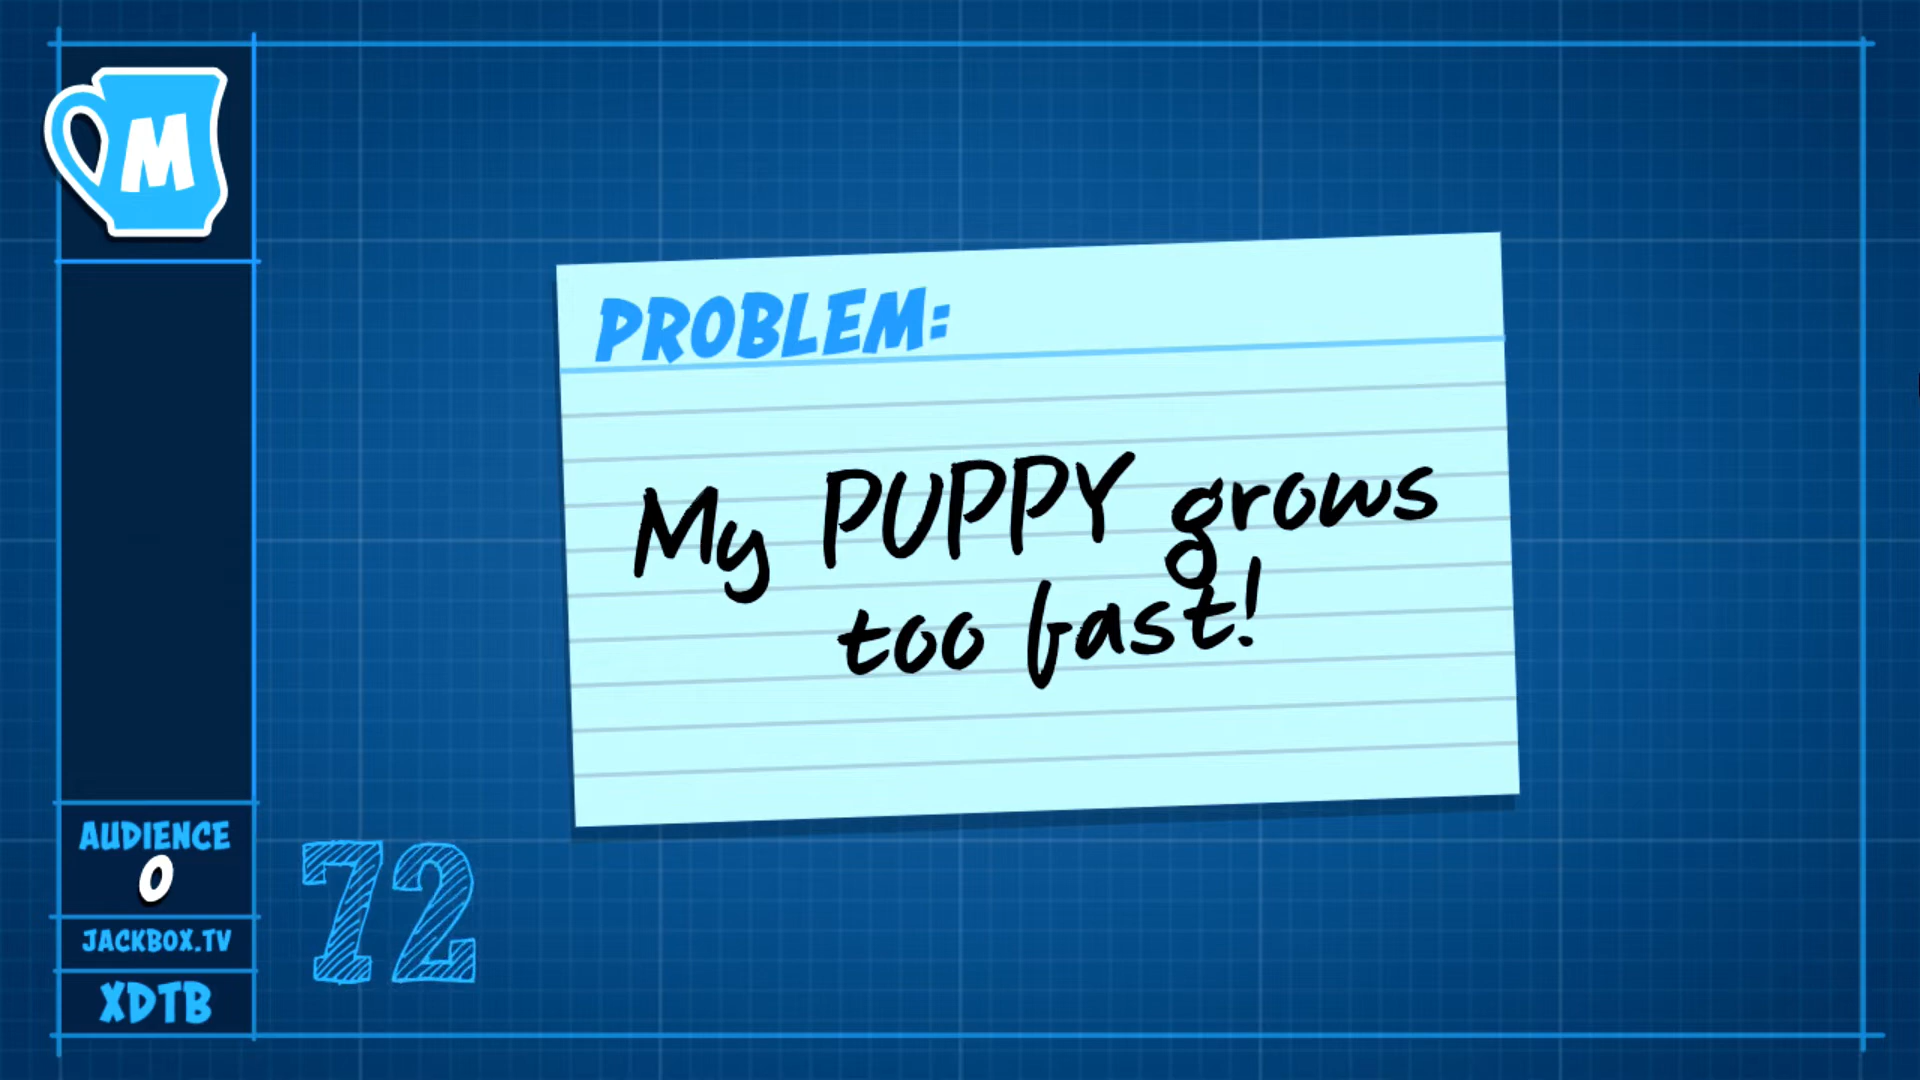 M
PROBLEM:
My PUPPY grows
too fast!
AUDIENCE
0
JACKBOX.TV
XDTB
72